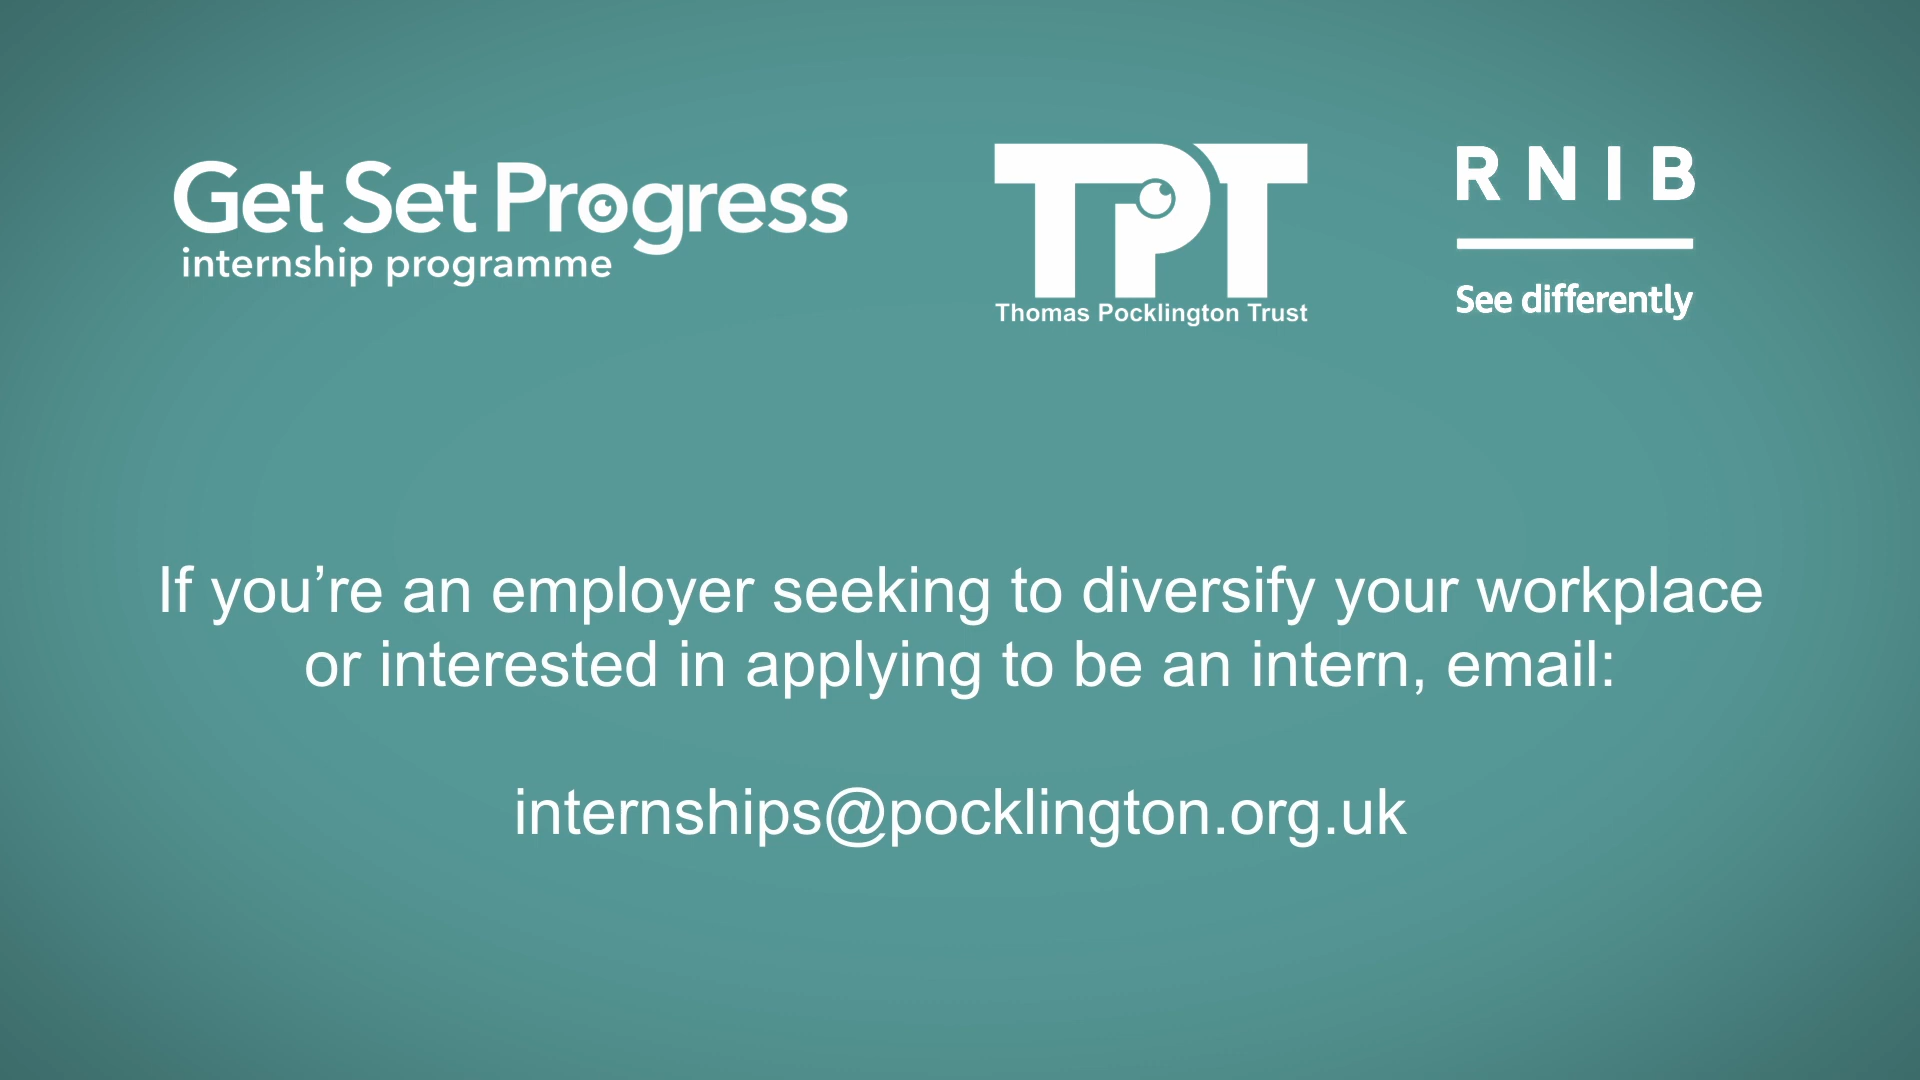 Get Set Progress
internship programme
TPT
Thomas Pocklington Trust
RNIB
See differently
If you’re an employer seeking to diversify your workplace
or interested in applying to be an intern, email:
internships@pocklington.org.uk